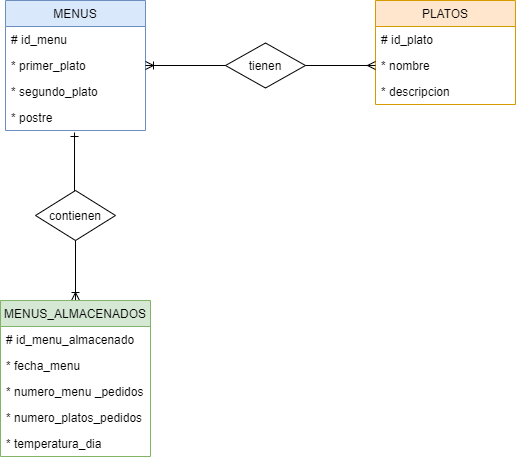 MENUS
# id_menu
* primer_plato
* segundo_plato
* postre
tienen
PLATOS
# id_plato
* nombre
* descripcion
contienen
MENUS_ALMACENADOS
# id_menu_almacenado
* fecha_menu
* numero_menu _pedidos
* numero_platos_pedidos
* temperatura_dia